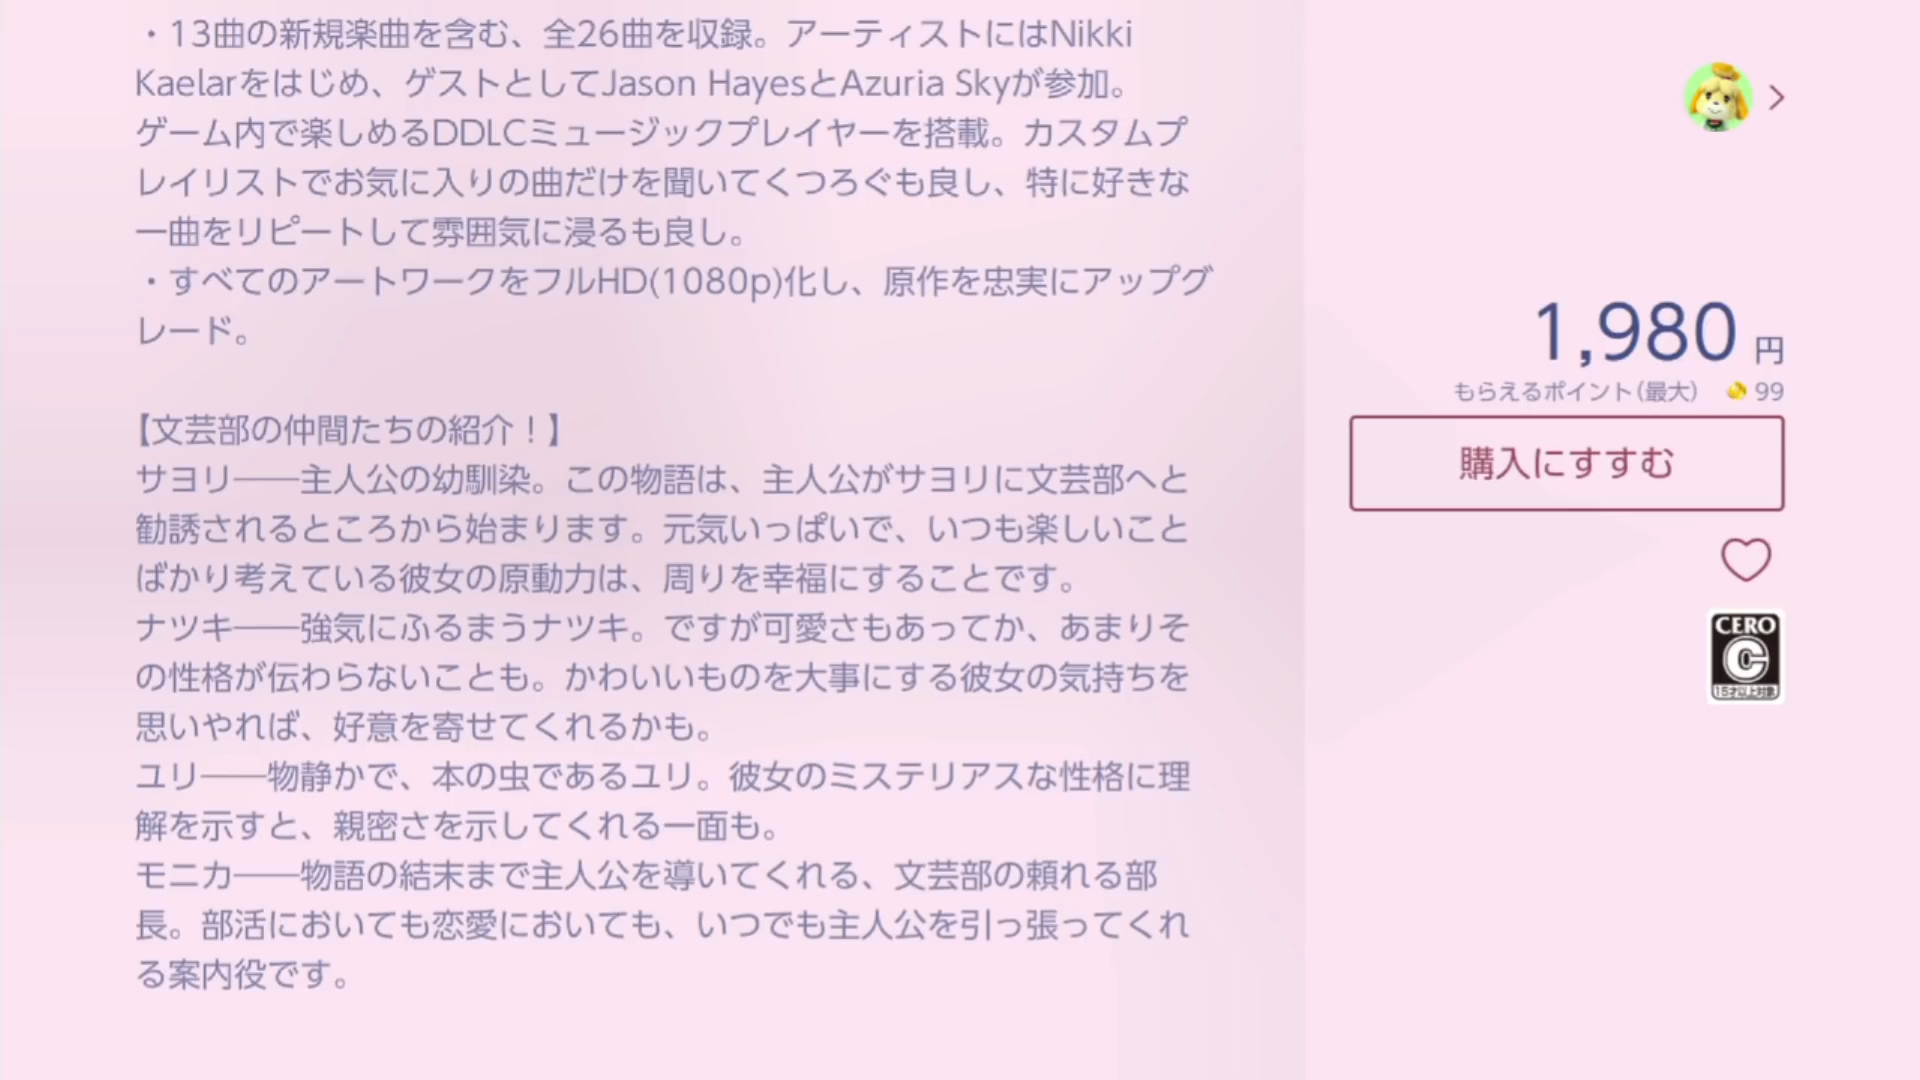 ・13曲の新規楽曲を含む、全26曲を収録。アーティストにはNikki
Kaelarをはじめ、ゲストとしてJason HayesとAzuria Skyが参加。
ゲーム内で楽しめるDDLCミュージックプレイヤーを搭載。カスタムプ
レイリストでお気に入りの曲だけを聞いてくつろぐも良し、特に好きな
一曲をリピートして雰囲気に浸るも良し。
・すべてのアートワークをフルHD(1080p)化し、原作を忠実にアップグ
レード。
【文芸部の仲間たちの紹介！】
サヨリ――主人公の幼馴染。この物語は、主人公がサヨリに文芸部へと
勧誘されるところから始まります。元気いっぱいで、いつも楽しいこと
ばかり考えている彼女の原動力は、周りを幸福にすることです。
ナツキ――強気にふるまうナツキ。ですが可愛さもあってか、あまりそ
の性格が伝わらないことも。かわいいものを大事にする彼女の気持ちを
思いやれば、好意を寄せてくれるかも。
ユリ――物静かで、本の虫であるユリ。彼女のミステリアスな性格に理
解を示すと、親密さを示してくれる一面も。
モニカ――物語の結末まで主人公を導いてくれる、文芸部の頼れる部
長。部活においても恋愛においても、いつでも主人公を引っ張ってくれ
る案内役です。
1,980 円
もらえるポイント(最大) 99
購入にすすむ
CERO
C
15才以上対象